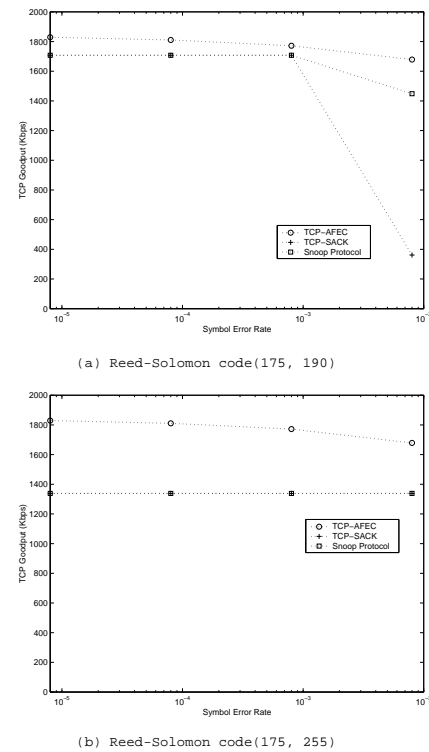 2000
1800
1600
1400
1200
1000
800
600
400
200
0
TCP Goodput (Kbps)
TCP−AFEC
TCP−SACK
Snoop Protocol
10−5
10−4
10−3
10−2
Symbol Error Rate
(a) Reed-Solomon code(175, 190)
2000
1800
1600
1400
1200
1000
800
600
400
200
0
TCP Goodput (Kbps)
TCP−AFEC
TCP−SACK
Snoop Protocol
10−5
10−4
10−3
Symbol Error Rate
(b) Reed-Solomon code(175, 255)